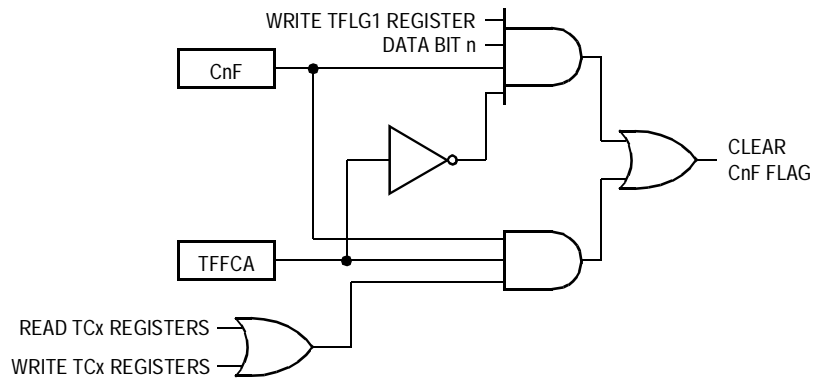 WRITE TFLG1 REGISTER
DATA BIT n
CnF
CLEAR
CnF FLAG
TFFCA
READ TCx REGISTERS
WRITE TCx REGISTERS